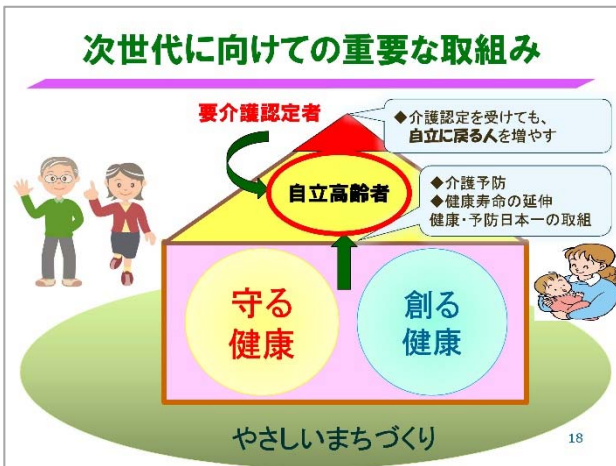 次世代に向けての重要な取組み
要介護認定者
◆介護認定を受けても、
自立に戻る人を増やす
自立高齢者
◆介護予防
◆健康寿命の延伸
健康・予防日本一の取組
守る
健康
創る
健康
やさしいまちづくり
18